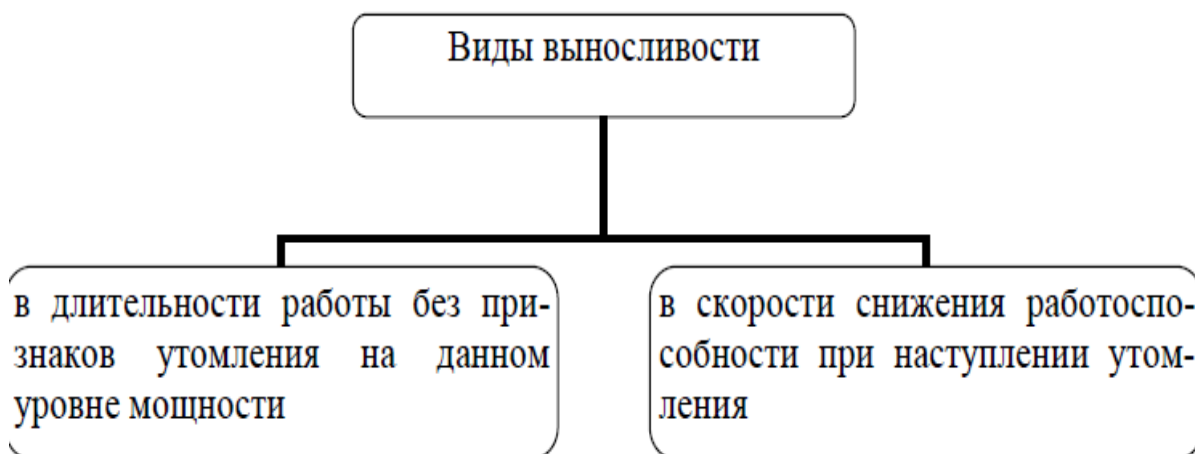 Виды выносливости
в длительности работы без при-
знаков утомления на данном
уровне мощности
в скорости снижения работоспо-
собности при наступлении утом-
ления